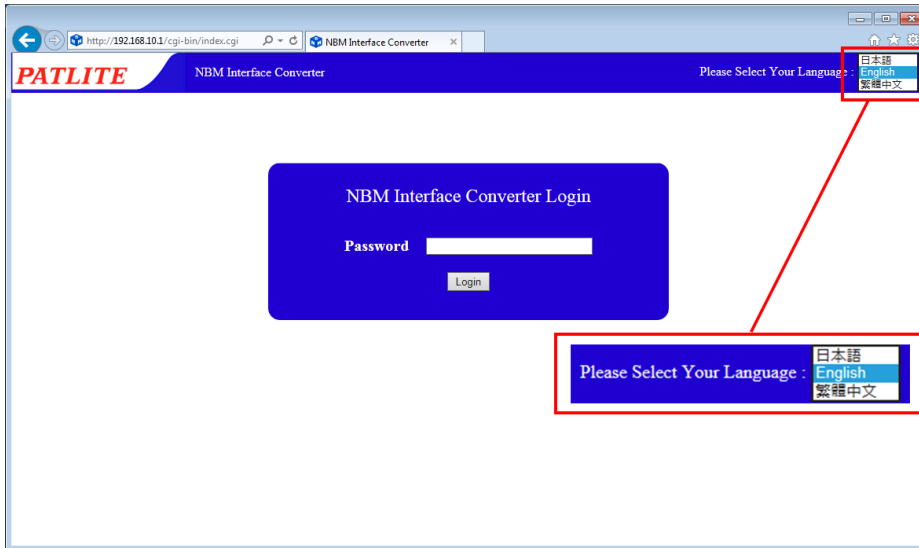 http://192.168.10.1/cgi-bin/index.cgi
NBM Interface Converter
PATLITE
NBM Interface Converter
Please Select Your Language :
日本語
English
繁體中文
NBM Interface Converter Login
Password
Login
Please Select Your Language :
日本語
English
繁體中文